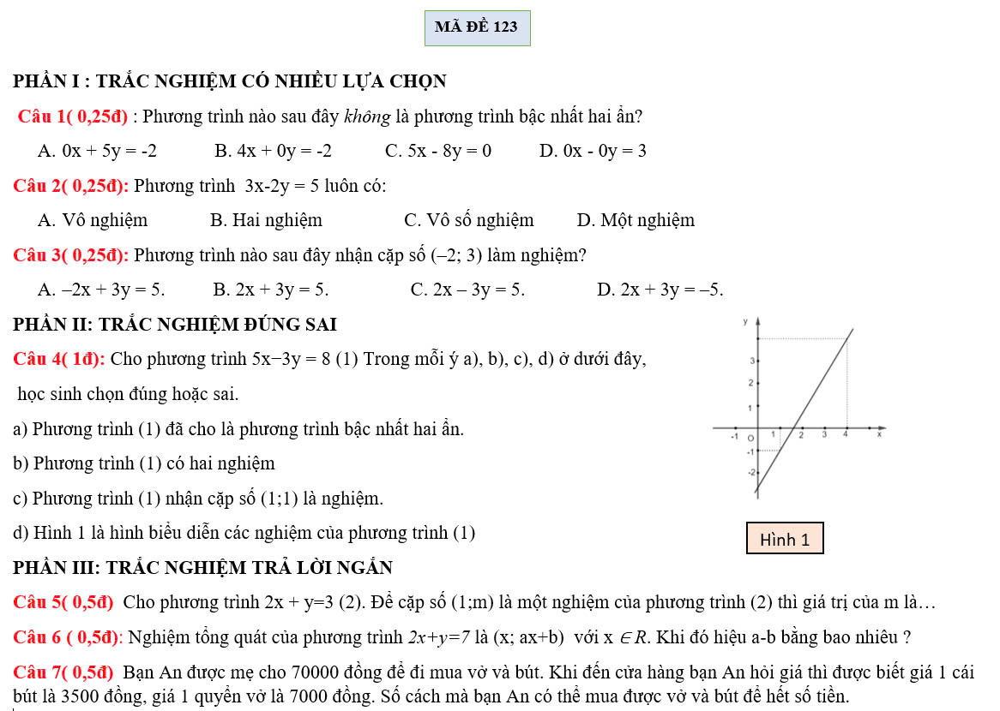 MÃ ĐỀ 123
PHẦN I : TRẮC NGHIỆM CÓ NHIỀU LỰA CHỌN
Câu 1( 0,25đ) : Phương trình nào sau đây không là phương trình bậc nhất hai ẩn?
A. 0x + 5y = -2 B. 4x + 0y = -2 C. 5x - 8y = 0 D. 0x - 0y = 3
Câu 2( 0,25đ): Phương trình 3x-2y = 5 luôn có:
A. Vô nghiệm B. Hai nghiệm C. Vô số nghiệm D. Một nghiệm
Câu 3( 0,25đ): Phương trình nào sau đây nhận cặp số (–2; 3) làm nghiệm?
A. –2x + 3y = 5. B. 2x + 3y = 5. C. 2x – 3y = 5. D. 2x + 3y = –5.
PHẦN II: TRẮC NGHIỆM ĐÚNG SAI
Câu 4( 1đ): Cho phương trình 5x−3y = 8 (1) Trong mỗi ý a), b), c), d) ở dưới đây,
học sinh chọn đúng hoặc sai.
a) Phương trình (1) đã cho là phương trình bậc nhất hai ẩn.
b) Phương trình (1) có hai nghiệm
c) Phương trình (1) nhận cặp số (1;1) là nghiệm.
d) Hình 1 là hình biểu diễn các nghiệm của phương trình (1)
y
3
2
1
-1 O 1 2 3 4 x
-1
-2
Hình 1
PHẦN III: TRẮC NGHIỆM TRẢ LỜI NGẮN
Câu 5( 0,5đ) Cho phương trình 2x + y=3 (2). Để cặp số (1;m) là một nghiệm của phương trình (2) thì giá trị của m là…
Câu 6 ( 0,5đ): Nghiệm tổng quát của phương trình 2x+y=7 là (x; ax+b) với x ∈R. Khi đó hiệu a-b bằng bao nhiêu ?
Câu 7( 0,5đ) Bạn An được mẹ cho 70000 đồng để đi mua vở và bút. Khi đến cửa hàng bạn An hỏi giá thì được biết giá 1 cái
bút là 3500 đồng, giá 1 quyển vở là 7000 đồng. Số cách mà bạn An có thể mua được vở và bút để hết số tiền.